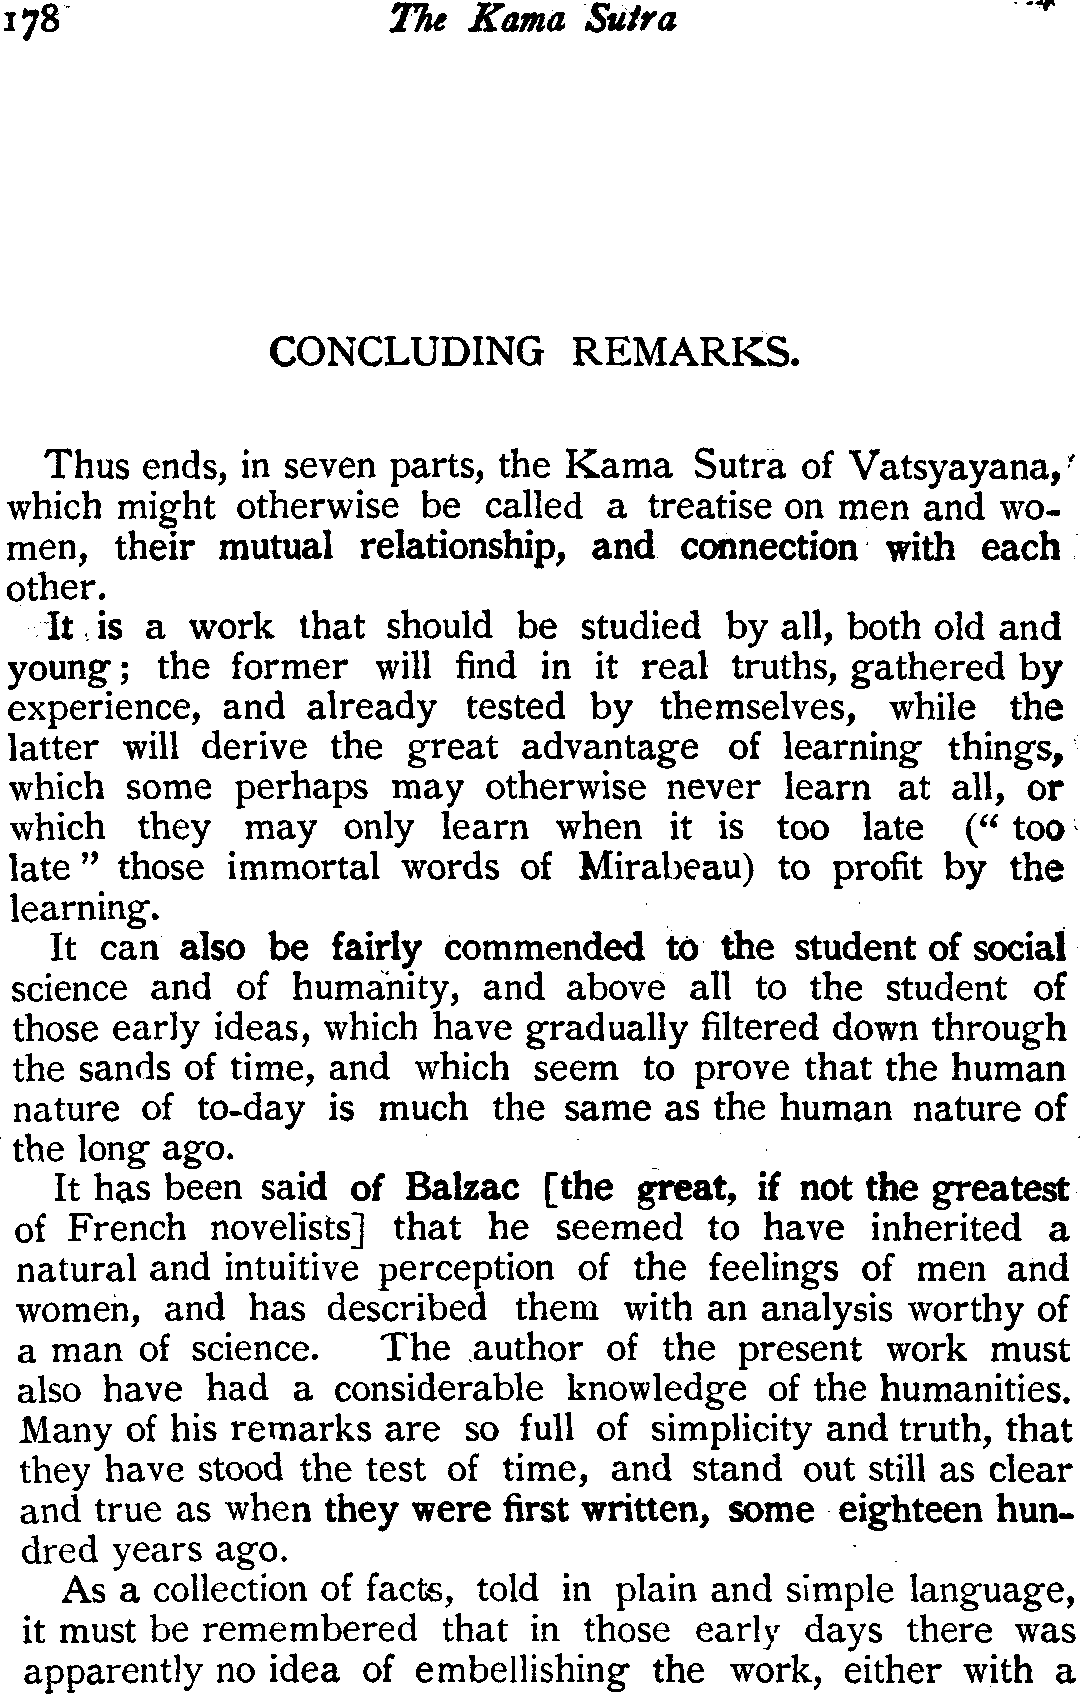 178 The Kama Sutra
CONCLUDING REMARKS.
Thus ends, in seven parts, the Kama Sutra of Vatsyayana,
which might otherwise be called a treatise on men and wo-
men, their mutual relationship, and connection with each
other.
It is a work that should be studied by all, both old and
young; the former will find in it real truths, gathered by
experience, and already tested by themselves, while the
latter will derive the great advantage of learning things,
which some perhaps may otherwise never learn at all, or
which they may only learn when it is too late (“ too
late ” those immortal words of Mirabeau) to profit by the
learning.
It can also be fairly commended to the student of social
science and of humanity, and above all to the student of
those early ideas, which have gradually filtered down through
the sands of time, and which seem to prove that the human
nature of to-day is much the same as the human nature of
the long ago.
It has been said of Balzac [the great, if not the greatest
of French novelists] that he seemed to have inherited a
natural and intuitive perception of the feelings of men and
women, and has described them with an analysis worthy of
a man of science. The author of the present work must
also have had a considerable knowledge of the humanities.
Many of his remarks are so full of simplicity and truth, that
they have stood the test of time, and stand out still as clear
and true as when they were first written, some eighteen hun-
dred years ago.
As a collection of facts, told in plain and simple language,
it must be remembered that in those early days there was
apparently no idea of embellishing the work, either with a